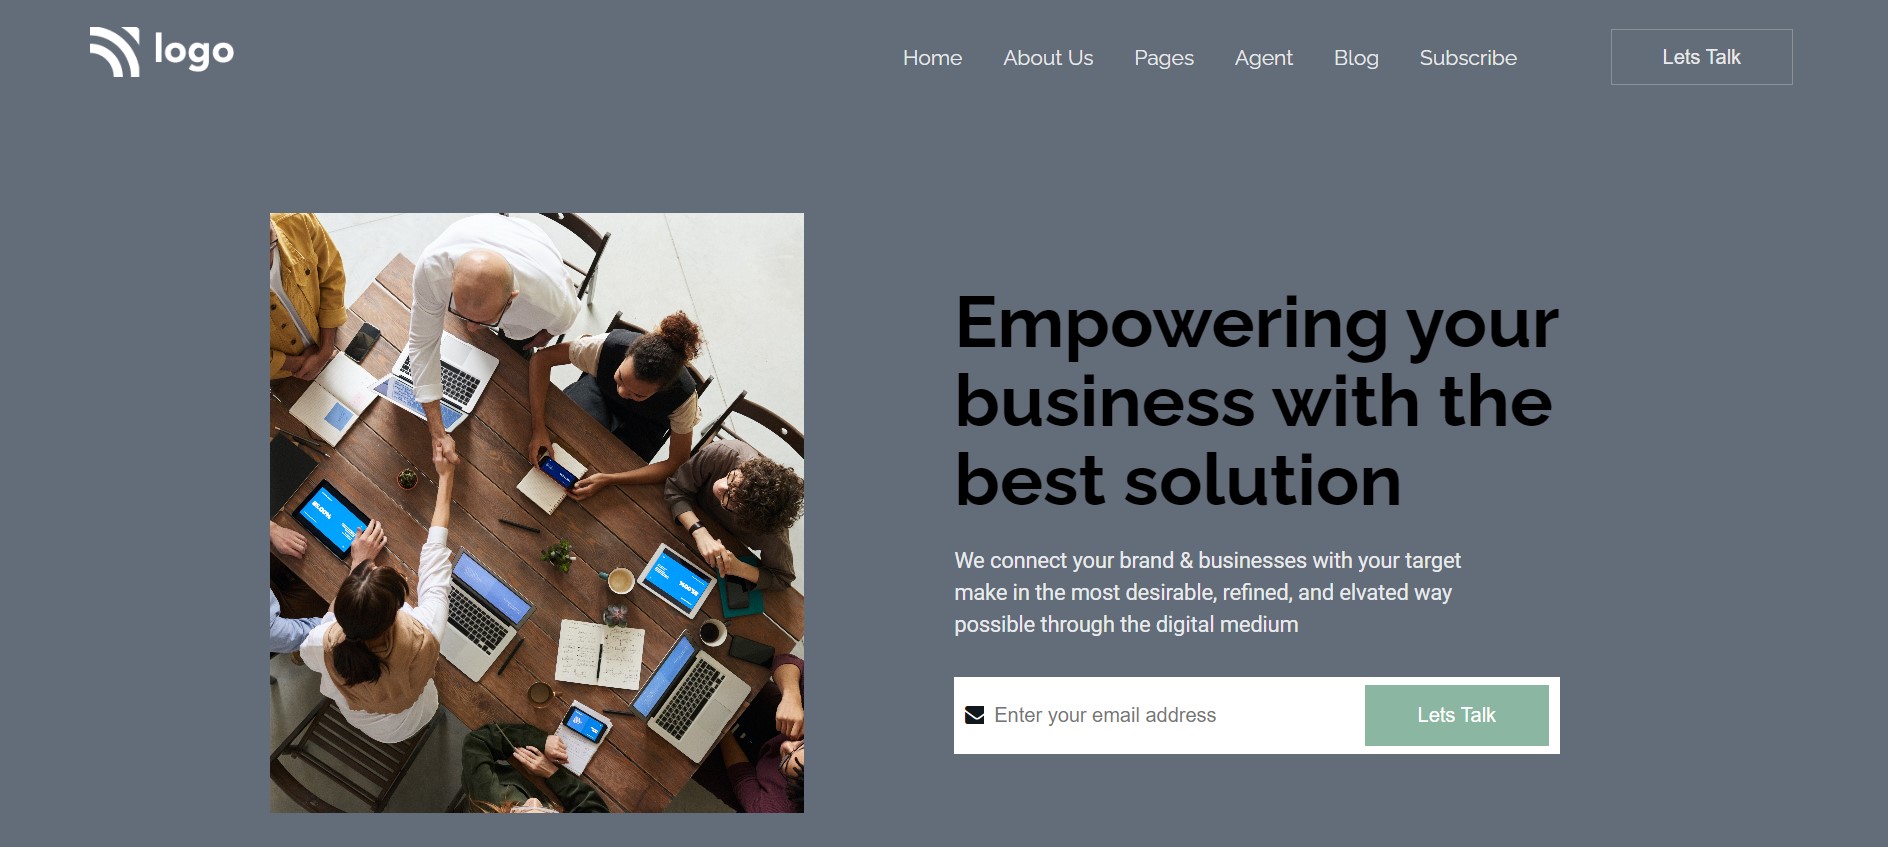 logo
Home About Us Pages Agent Blog Subscribe Lets Talk
Empowering your
business with the
best solution
We connect your brand & businesses with your target
make in the most desirable, refined, and elvated way
possible through the digital medium
Enter your email address Lets Talk